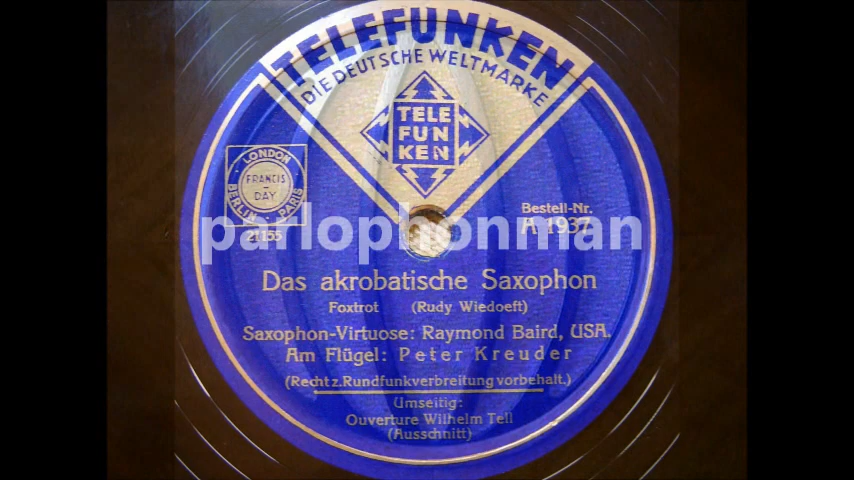 TELEFUNKEN
DIE DEUTSCHE WELTMARKE
TELE
FUN
KEN
LONDON
FRANCIS
-
DAY
BERLIN - PARIS
21155
Bestell-Nr.
A 1937
parlophonman
Das akrobatische Saxophon
Foxtrot (Rudy Wiedoeft)
Saxophon-Virtuose: Raymond Baird, USA.
Am Flügel: Peter Kreuder
(Recht z. Rundfunkverbreitung vorbehalt.)
Umseitig:
Ouverture Wilhelm Tell
(Ausschnitt)